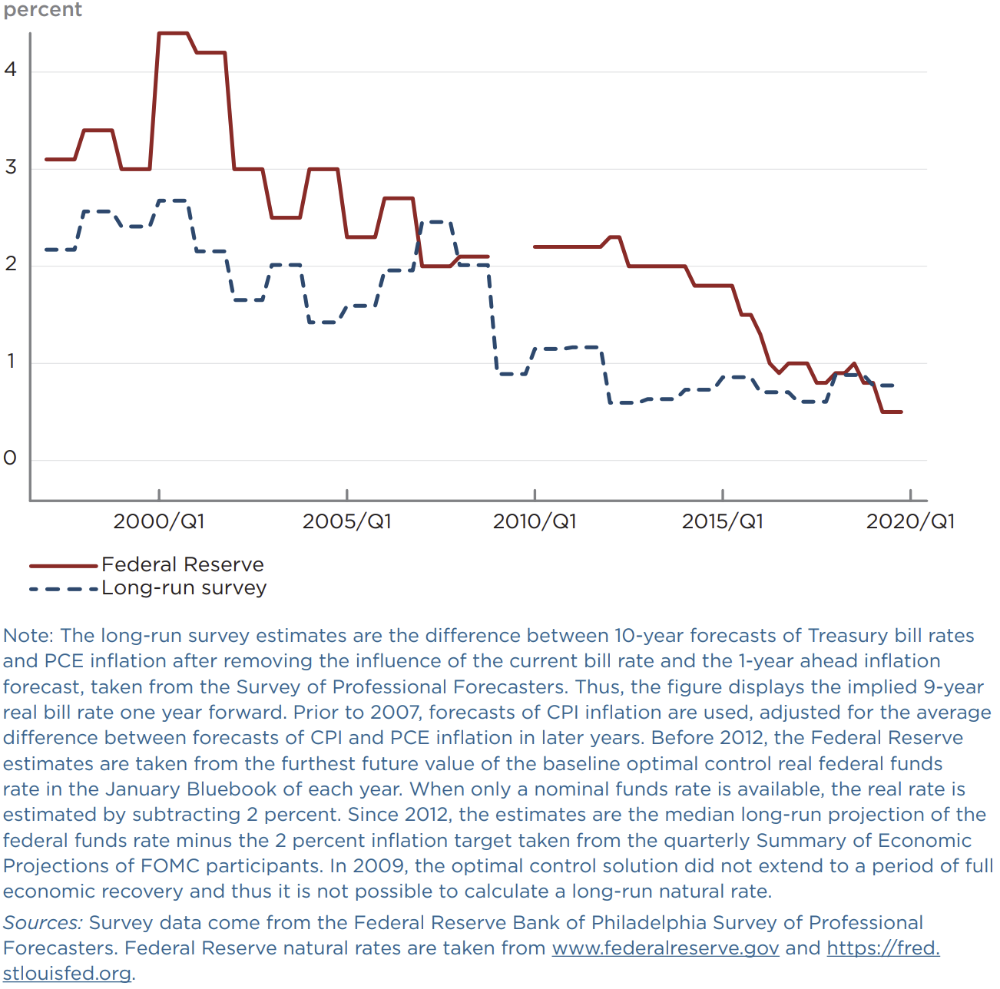 percent
4
3
2
1
0
2000/Q1 2005/Q1 2010/Q1 2015/Q1 2020/Q1
Federal Reserve
Long-run survey
Note: The long-run survey estimates are the difference between 10-year forecasts of Treasury bill rates
and PCE inflation after removing the influence of the current bill rate and the 1-year ahead inflation
forecast, taken from the Survey of Professional Forecasters. Thus, the figure displays the implied 9-year
real bill rate one year forward. Prior to 2007, forecasts of CPI inflation are used, adjusted for the average
difference between forecasts of CPI and PCE inflation in later years. Before 2012, the Federal Reserve
estimates are taken from the furthest future value of the baseline optimal control real federal funds
rate in the January Bluebook of each year. When only a nominal funds rate is available, the real rate is
estimated by subtracting 2 percent. Since 2012, the estimates are the median long-run projection of the
federal funds rate minus the 2 percent inflation target taken from the quarterly Summary of Economic
Projections of FOMC participants. In 2009, the optimal control solution did not extend to a period of full
economic recovery and thus it is not possible to calculate a long-run natural rate.
Sources: Survey data come from the Federal Reserve Bank of Philadelphia Survey of Professional
Forecasters. Federal Reserve natural rates are taken from www.federalreserve.gov and https://fred.
stlouisfed.org.